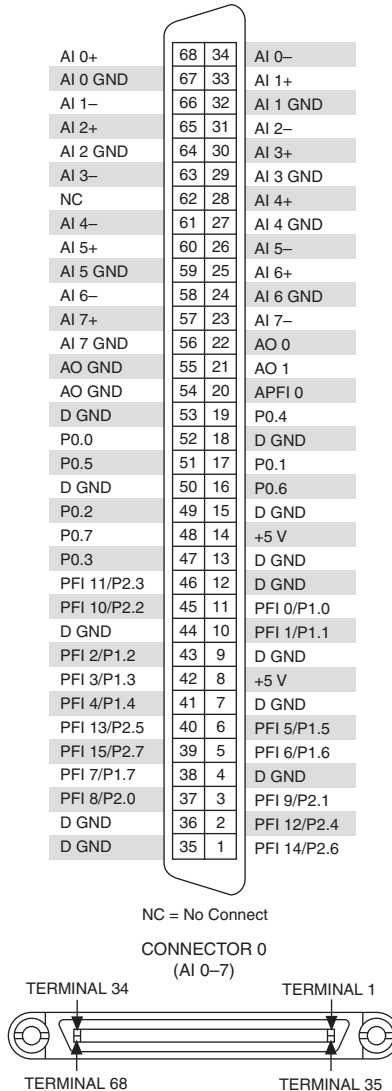 AI 0+ 68 34 AI 0–
AI 0 GND 67 33 AI 1+
AI 1– 66 32 AI 1 GND
AI 2+ 65 31 AI 2–
AI 2 GND 64 30 AI 3+
AI 3– 63 29 AI 3 GND
NC 62 28 AI 4+
AI 4– 61 27 AI 4 GND
AI 5+ 60 26 AI 5–
AI 5 GND 59 25 AI 6+
AI 6– 58 24 AI 6 GND
AI 7+ 57 23 AI 7–
AI 7 GND 56 22 AO 0
AO GND 55 21 AO 1
AO GND 54 20 APFI 0
D GND 53 19 P0.4
P0.0 52 18 D GND
P0.5 51 17 P0.1
D GND 50 16 P0.6
P0.2 49 15 D GND
P0.7 48 14 +5 V
P0.3 47 13 D GND
PFI 11/P2.3 46 12 D GND
PFI 10/P2.2 45 11 PFI 0/P1.0
D GND 44 10 PFI 1/P1.1
PFI 2/P1.2 43 9 D GND
PFI 3/P1.3 42 8 +5 V
PFI 4/P1.4 41 7 D GND
PFI 13/P2.5 40 6 PFI 5/P1.5
PFI 15/P2.7 39 5 PFI 6/P1.6
PFI 7/P1.7 38 4 D GND
PFI 8/P2.0 37 3 PFI 9/P2.1
D GND 36 2 PFI 12/P2.4
D GND 35 1 PFI 14/P2.6
NC = No Connect
CONNECTOR 0
(AI 0–7)
TERMINAL 34 TERMINAL 1
TERMINAL 68 TERMINAL 35